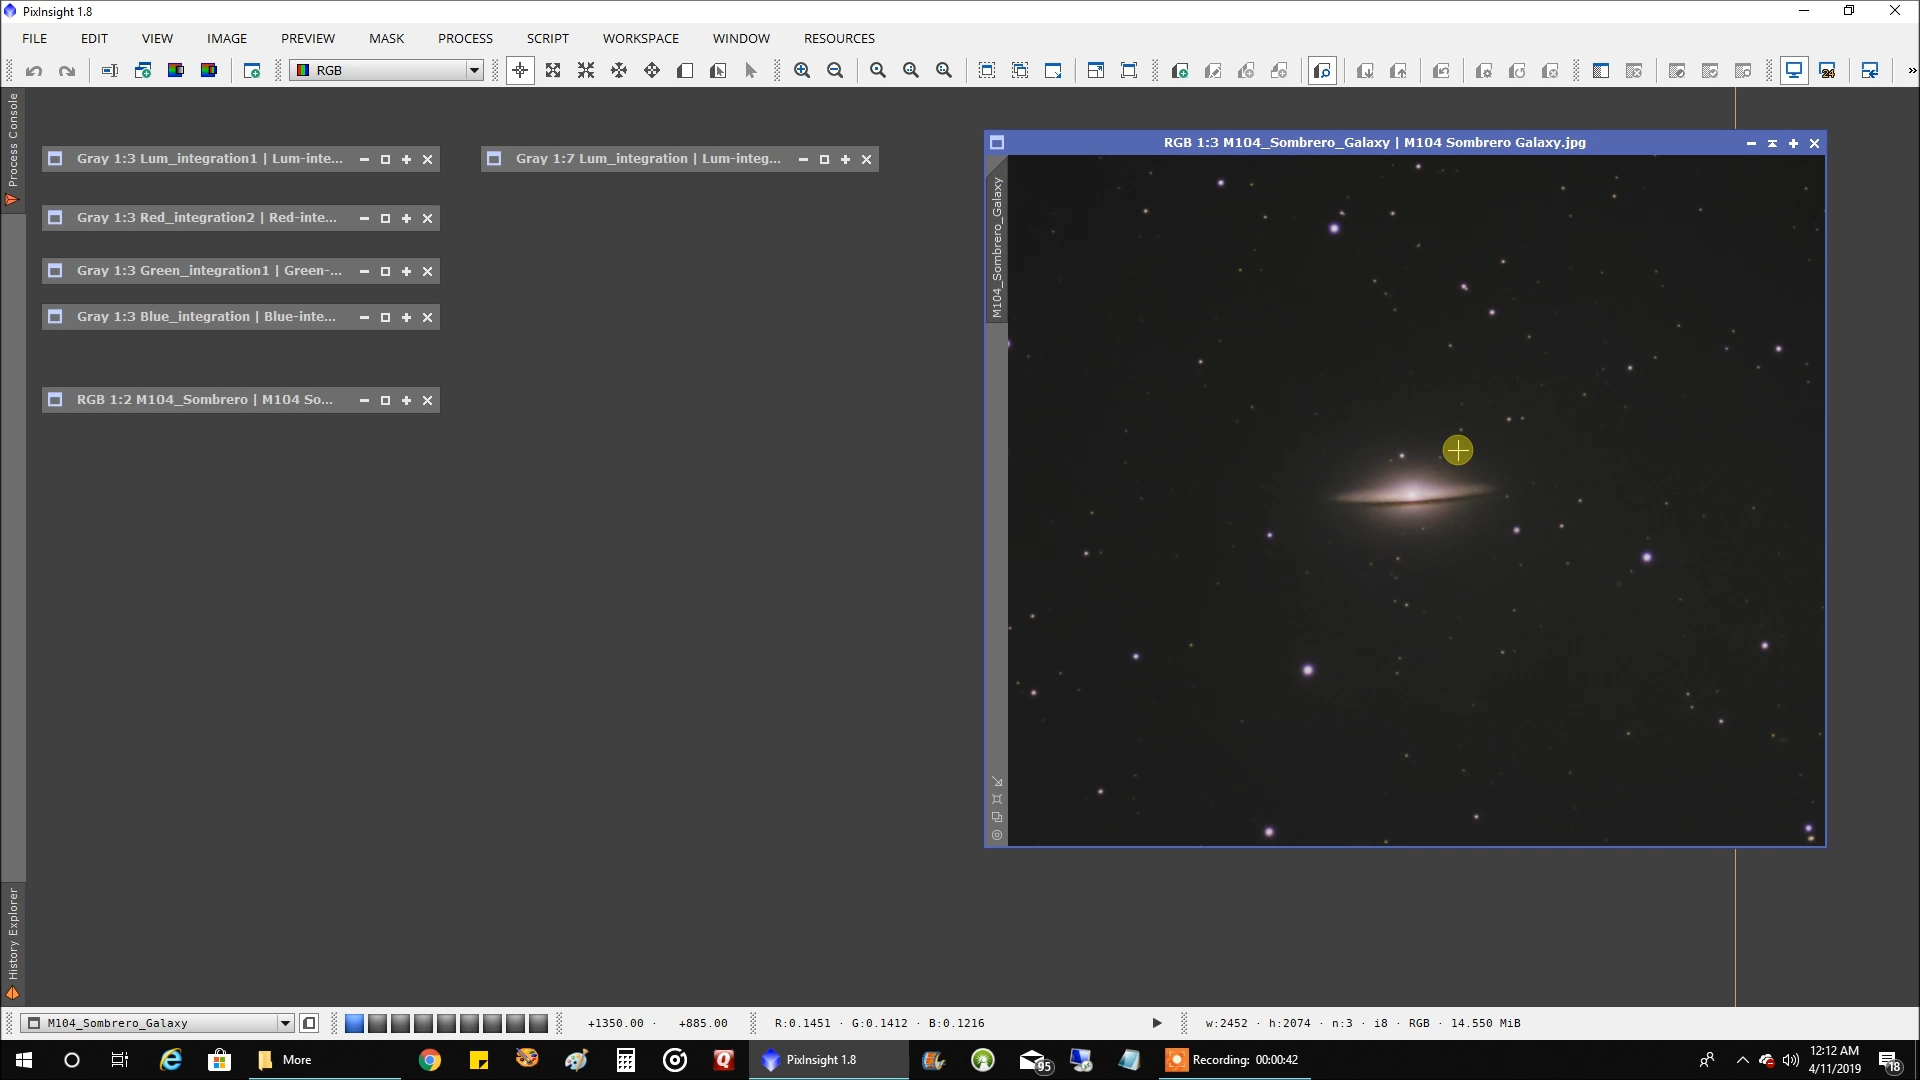 PixInsight 1.8
FILE EDIT VIEW IMAGE PREVIEW MASK PROCESS SCRIPT WORKSPACE WINDOW RESOURCES
RGB
24
Process Console
Gray 1:3 Lum_integration1 | Lum-inte...
Gray 1:7 Lum_integration | Lum-integ...
RGB 1:3 M104_Sombrero_Galaxy | M104 Sombrero Galaxy.jpg
M104_Sombrero_Galaxy
Gray 1:3 Red_integration2 | Red-inte...
Gray 1:3 Green_integration1 | Green-...
Gray 1:3 Blue_integration | Blue-inte...
RGB 1:2 M104_Sombrero | M104 So...
History Explorer
M104_Sombrero_Galaxy
+1350.00 · +885.00
R:0.1451 · G:0.1412 · B:0.1216
w:2452 · h:2074 · n:3 · i8 · RGB · 14.550 MiB
More
PixInsight 1.8
95
Recording: 00:00:42
12:12 AM
4/11/2019
18